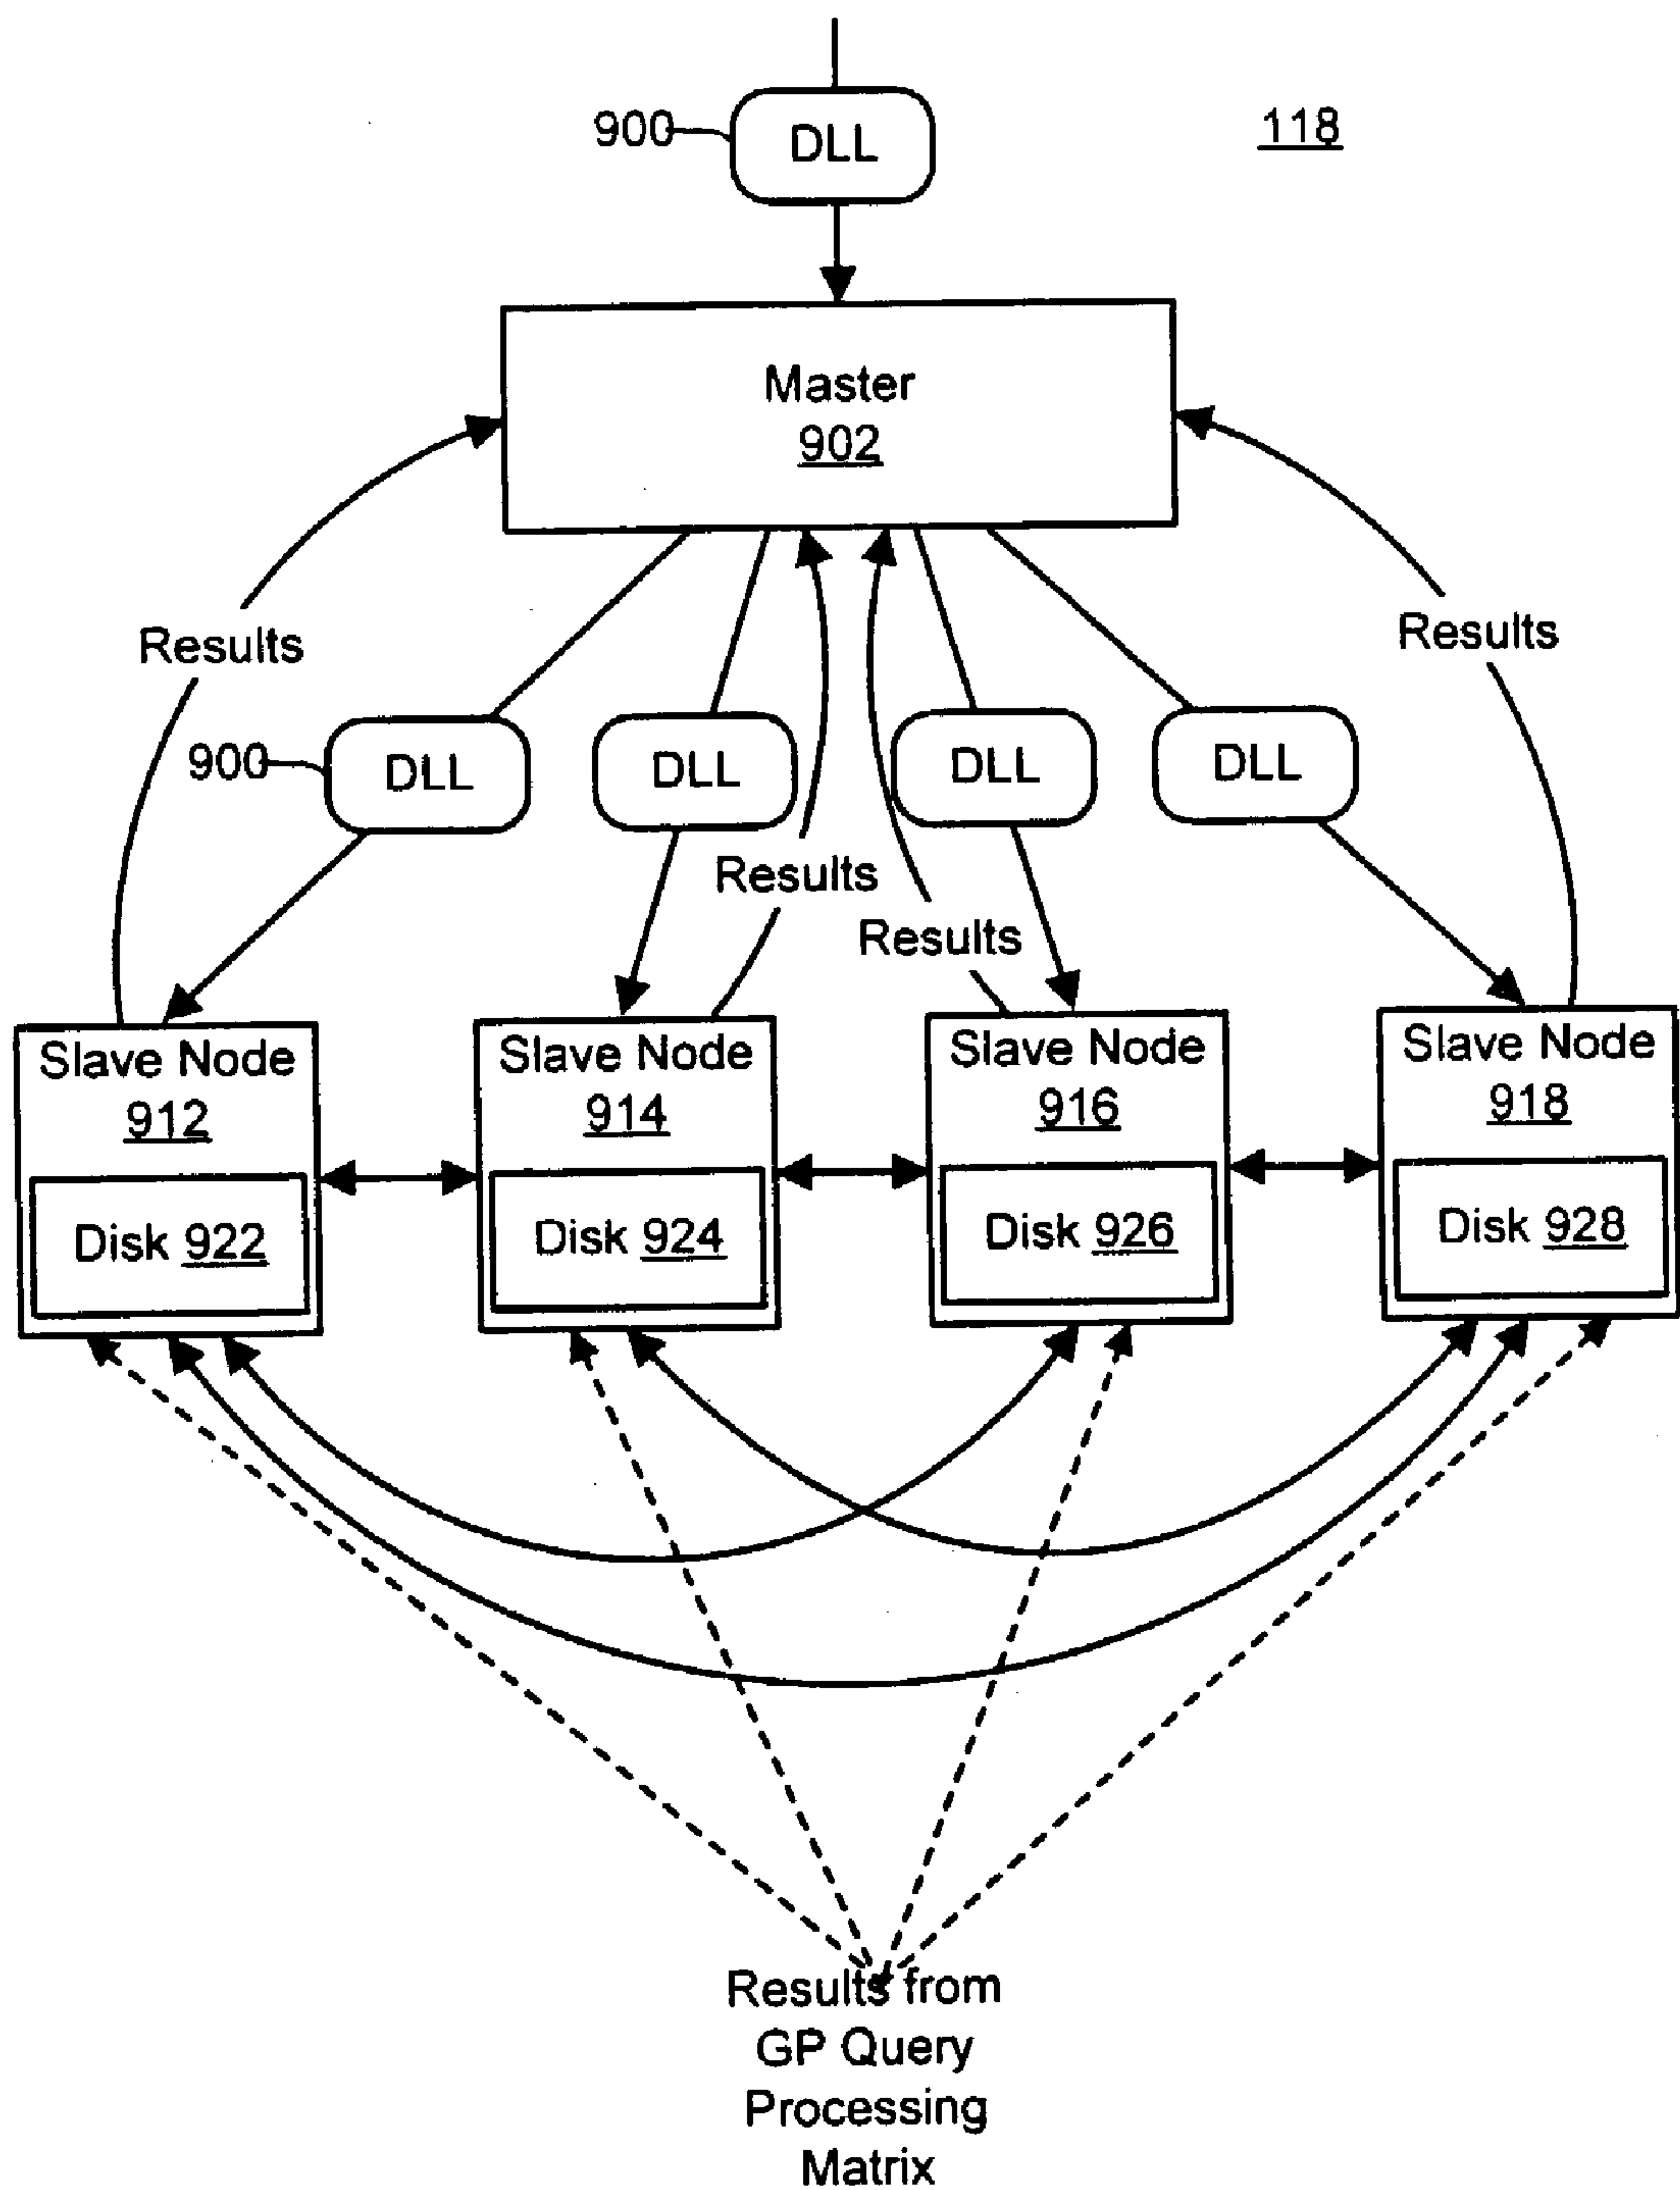 900
DLL
118
Master
902
Results
Results
900
DLL
DLL
DLL
DLL
Results
Results
Slave Node
912
Disk 922
Slave Node
914
Disk 924
Slave Node
916
Disk 926
Slave Node
918
Disk 928
Results from
GP Query
Processing
Matrix